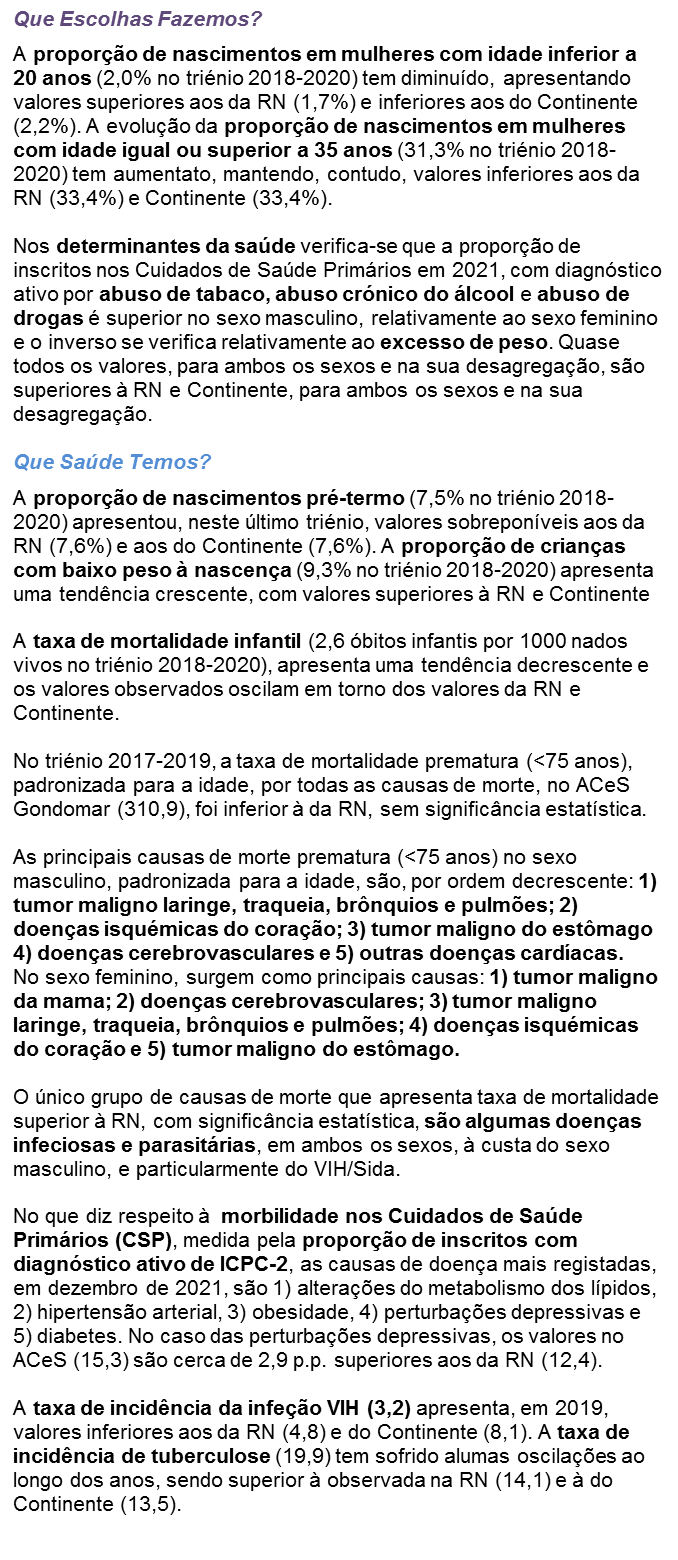 Que Escolhas Fazemos?
A proporção de nascimentos em mulheres com idade inferior a
20 anos (2,0% no triénio 2018-2020) tem diminuído, apresentando
valores superiores aos da RN (1,7%) e inferiores aos do Continente
(2,2%). A evolução da proporção de nascimentos em mulheres
com idade igual ou superior a 35 anos (31,3% no triénio 2018-
2020) tem aumentato, mantendo, contudo, valores inferiores aos da
RN (33,4%) e Continente (33,4%).
Nos determinantes da saúde verifica-se que a proporção de
inscritos nos Cuidados de Saúde Primários em 2021, com diagnóstico
ativo por abuso de tabaco, abuso crónico do álcool e abuso de
drogas é superior no sexo masculino, relativamente ao sexo feminino
e o inverso se verifica relativamente ao excesso de peso. Quase
todos os valores, para ambos os sexos e na sua desagregação, são
superiores à RN e Continente, para ambos os sexos e na sua
desagregação.
Que Saúde Temos?
A proporção de nascimentos pré-termo (7,5% no triénio 2018-
2020) apresentou, neste último triénio, valores sobreponíveis aos da
RN (7,6%) e aos do Continente (7,6%). A proporção de crianças
com baixo peso à nascença (9,3% no triénio 2018-2020) apresenta
uma tendência crescente, com valores superiores à RN e Continente
A taxa de mortalidade infantil (2,6 óbitos infantis por 1000 nados
vivos no triénio 2018-2020), apresenta uma tendência decrescente e
os valores observados oscilam em torno dos valores da RN e
Continente.
No triénio 2017-2019, a taxa de mortalidade prematura (<75 anos),
padronizada para a idade, por todas as causas de morte, no ACeS
Gondomar (310,9), foi inferior à da RN, sem significância estatística.
As principais causas de morte prematura (<75 anos) no sexo
masculino, padronizada para a idade, são, por ordem decrescente: 1)
tumor maligno laringe, traqueia, brônquios e pulmões; 2)
doenças isquémicas do coração; 3) tumor maligno do estômago
4) doenças cerebrovasculares e 5) outras doenças cardíacas.
No sexo feminino, surgem como principais causas: 1) tumor maligno
da mama; 2) doenças cerebrovasculares; 3) tumor maligno
laringe, traqueia, brônquios e pulmões; 4) doenças isquémicas
do coração e 5) tumor maligno do estômago.
O único grupo de causas de morte que apresenta taxa de mortalidade
superior à RN, com significância estatística, são algumas doenças
infeciosas e parasitárias, em ambos os sexos, à custa do sexo
masculino, e particularmente do VIH/Sida.
No que diz respeito à morbilidade nos Cuidados de Saúde
Primários (CSP), medida pela proporção de inscritos com
diagnóstico ativo de ICPC-2, as causas de doença mais registadas,
em dezembro de 2021, são 1) alterações do metabolismo dos lípidos,
2) hipertensão arterial, 3) obesidade, 4) perturbações depressivas e
5) diabetes. No caso das perturbações depressivas, os valores no
ACeS (15,3) são cerca de 2,9 p.p. superiores aos da RN (12,4).
A taxa de incidência da infeção VIH (3,2) apresenta, em 2019,
valores inferiores aos da RN (4,8) e do Continente (8,1). A taxa de
incidência de tuberculose (19,9) tem sofrido alumas oscilações ao
longo dos anos, sendo superior à observada na RN (14,1) e à do
Continente (13,5).